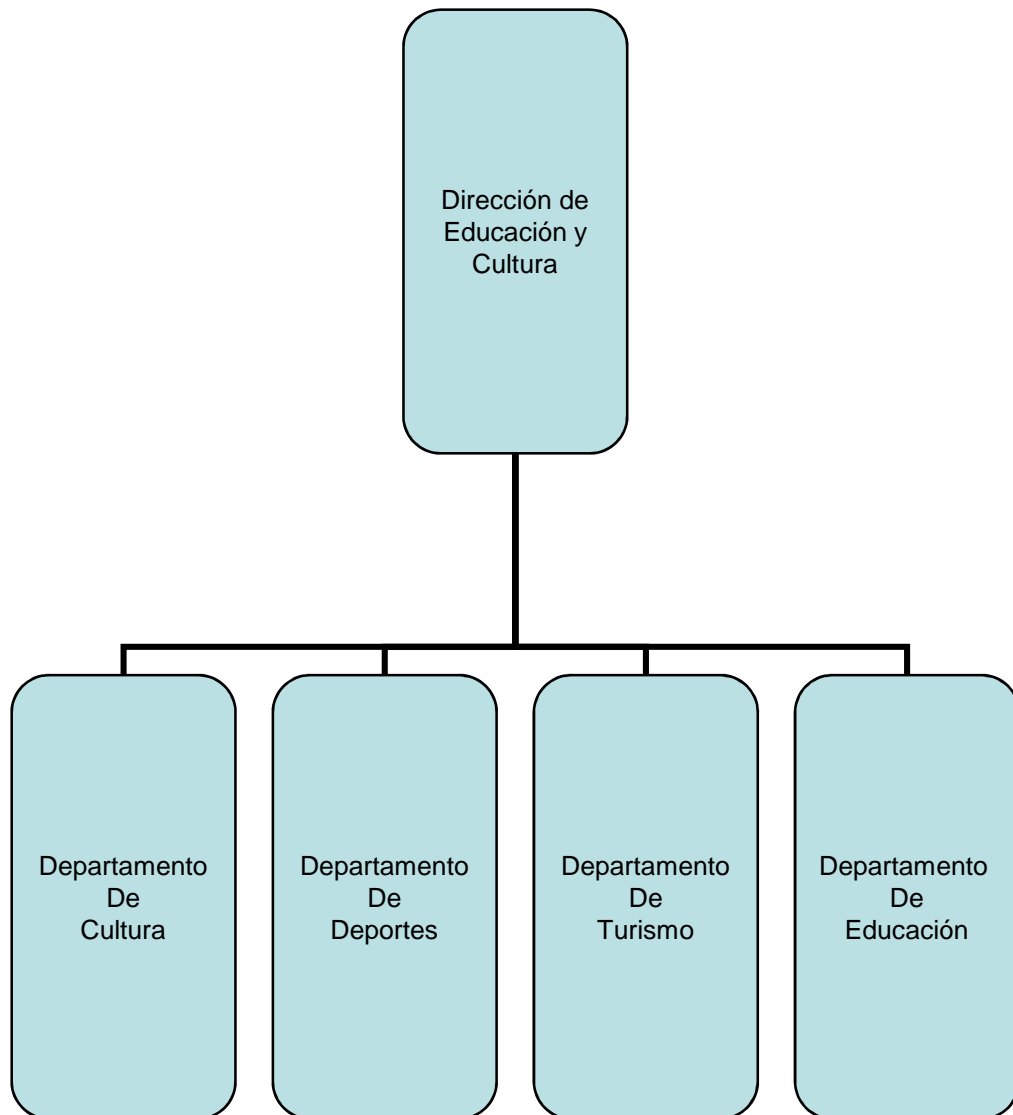 Dirección de
Educación y
Cultura
Departamento
De
Cultura
Departamento
De
Deportes
Departamento
De
Turismo
Departamento
De
Educación